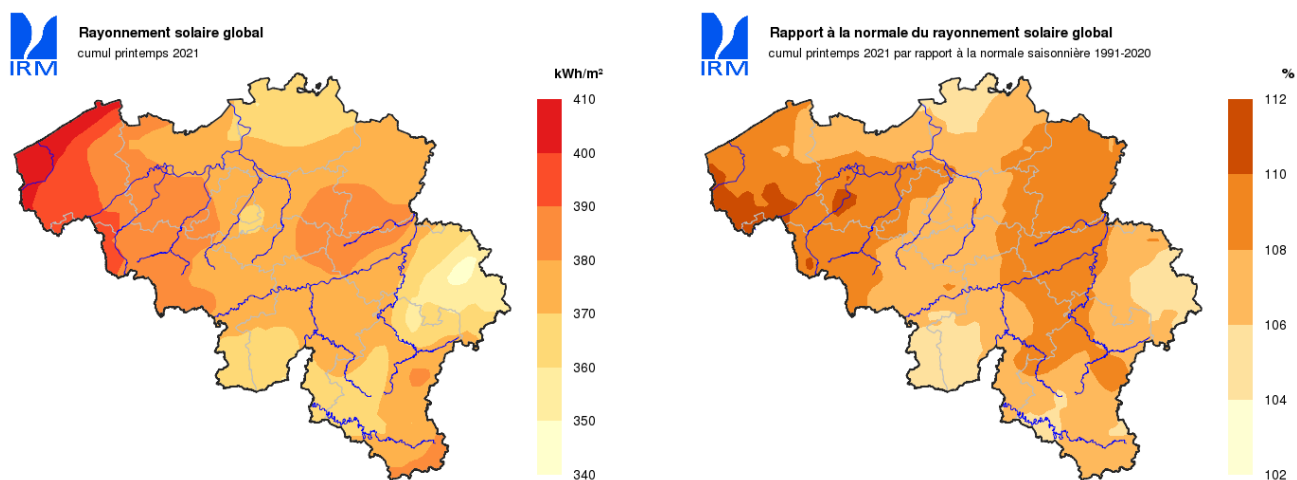 IRM
Rayonnement solaire global
cumul printemps 2021
kWh/m²
410
400
390
380
370
360
350
340
IRM
Rapport à la normale du rayonnement solaire global
cumul printemps 2021 par rapport à la normale saisonnière 1991-2020
%
112
110
108
106
104
102